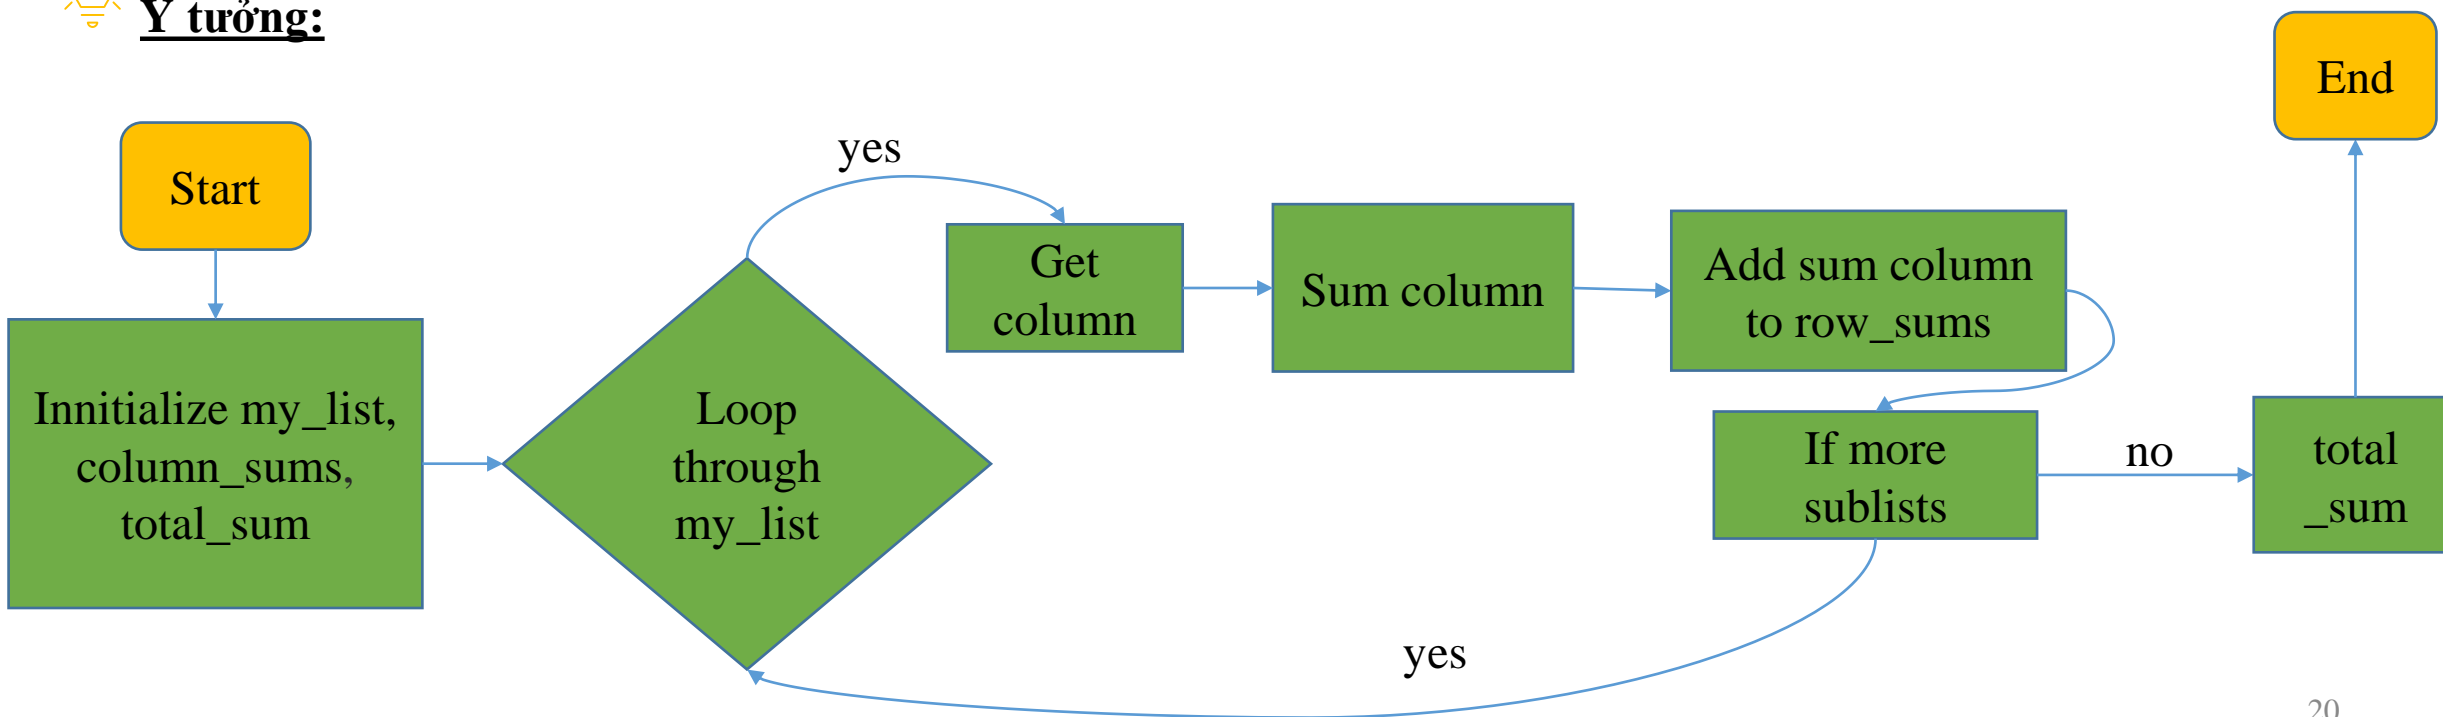 Ý tưởng:
End
Start
yes
Get
column
Sum column
Add sum column
to row_sums
Innitialize my_list,
column_sums,
total_sum
Loop
through
my_list
If more
sublists
no
total
_sum
yes
20